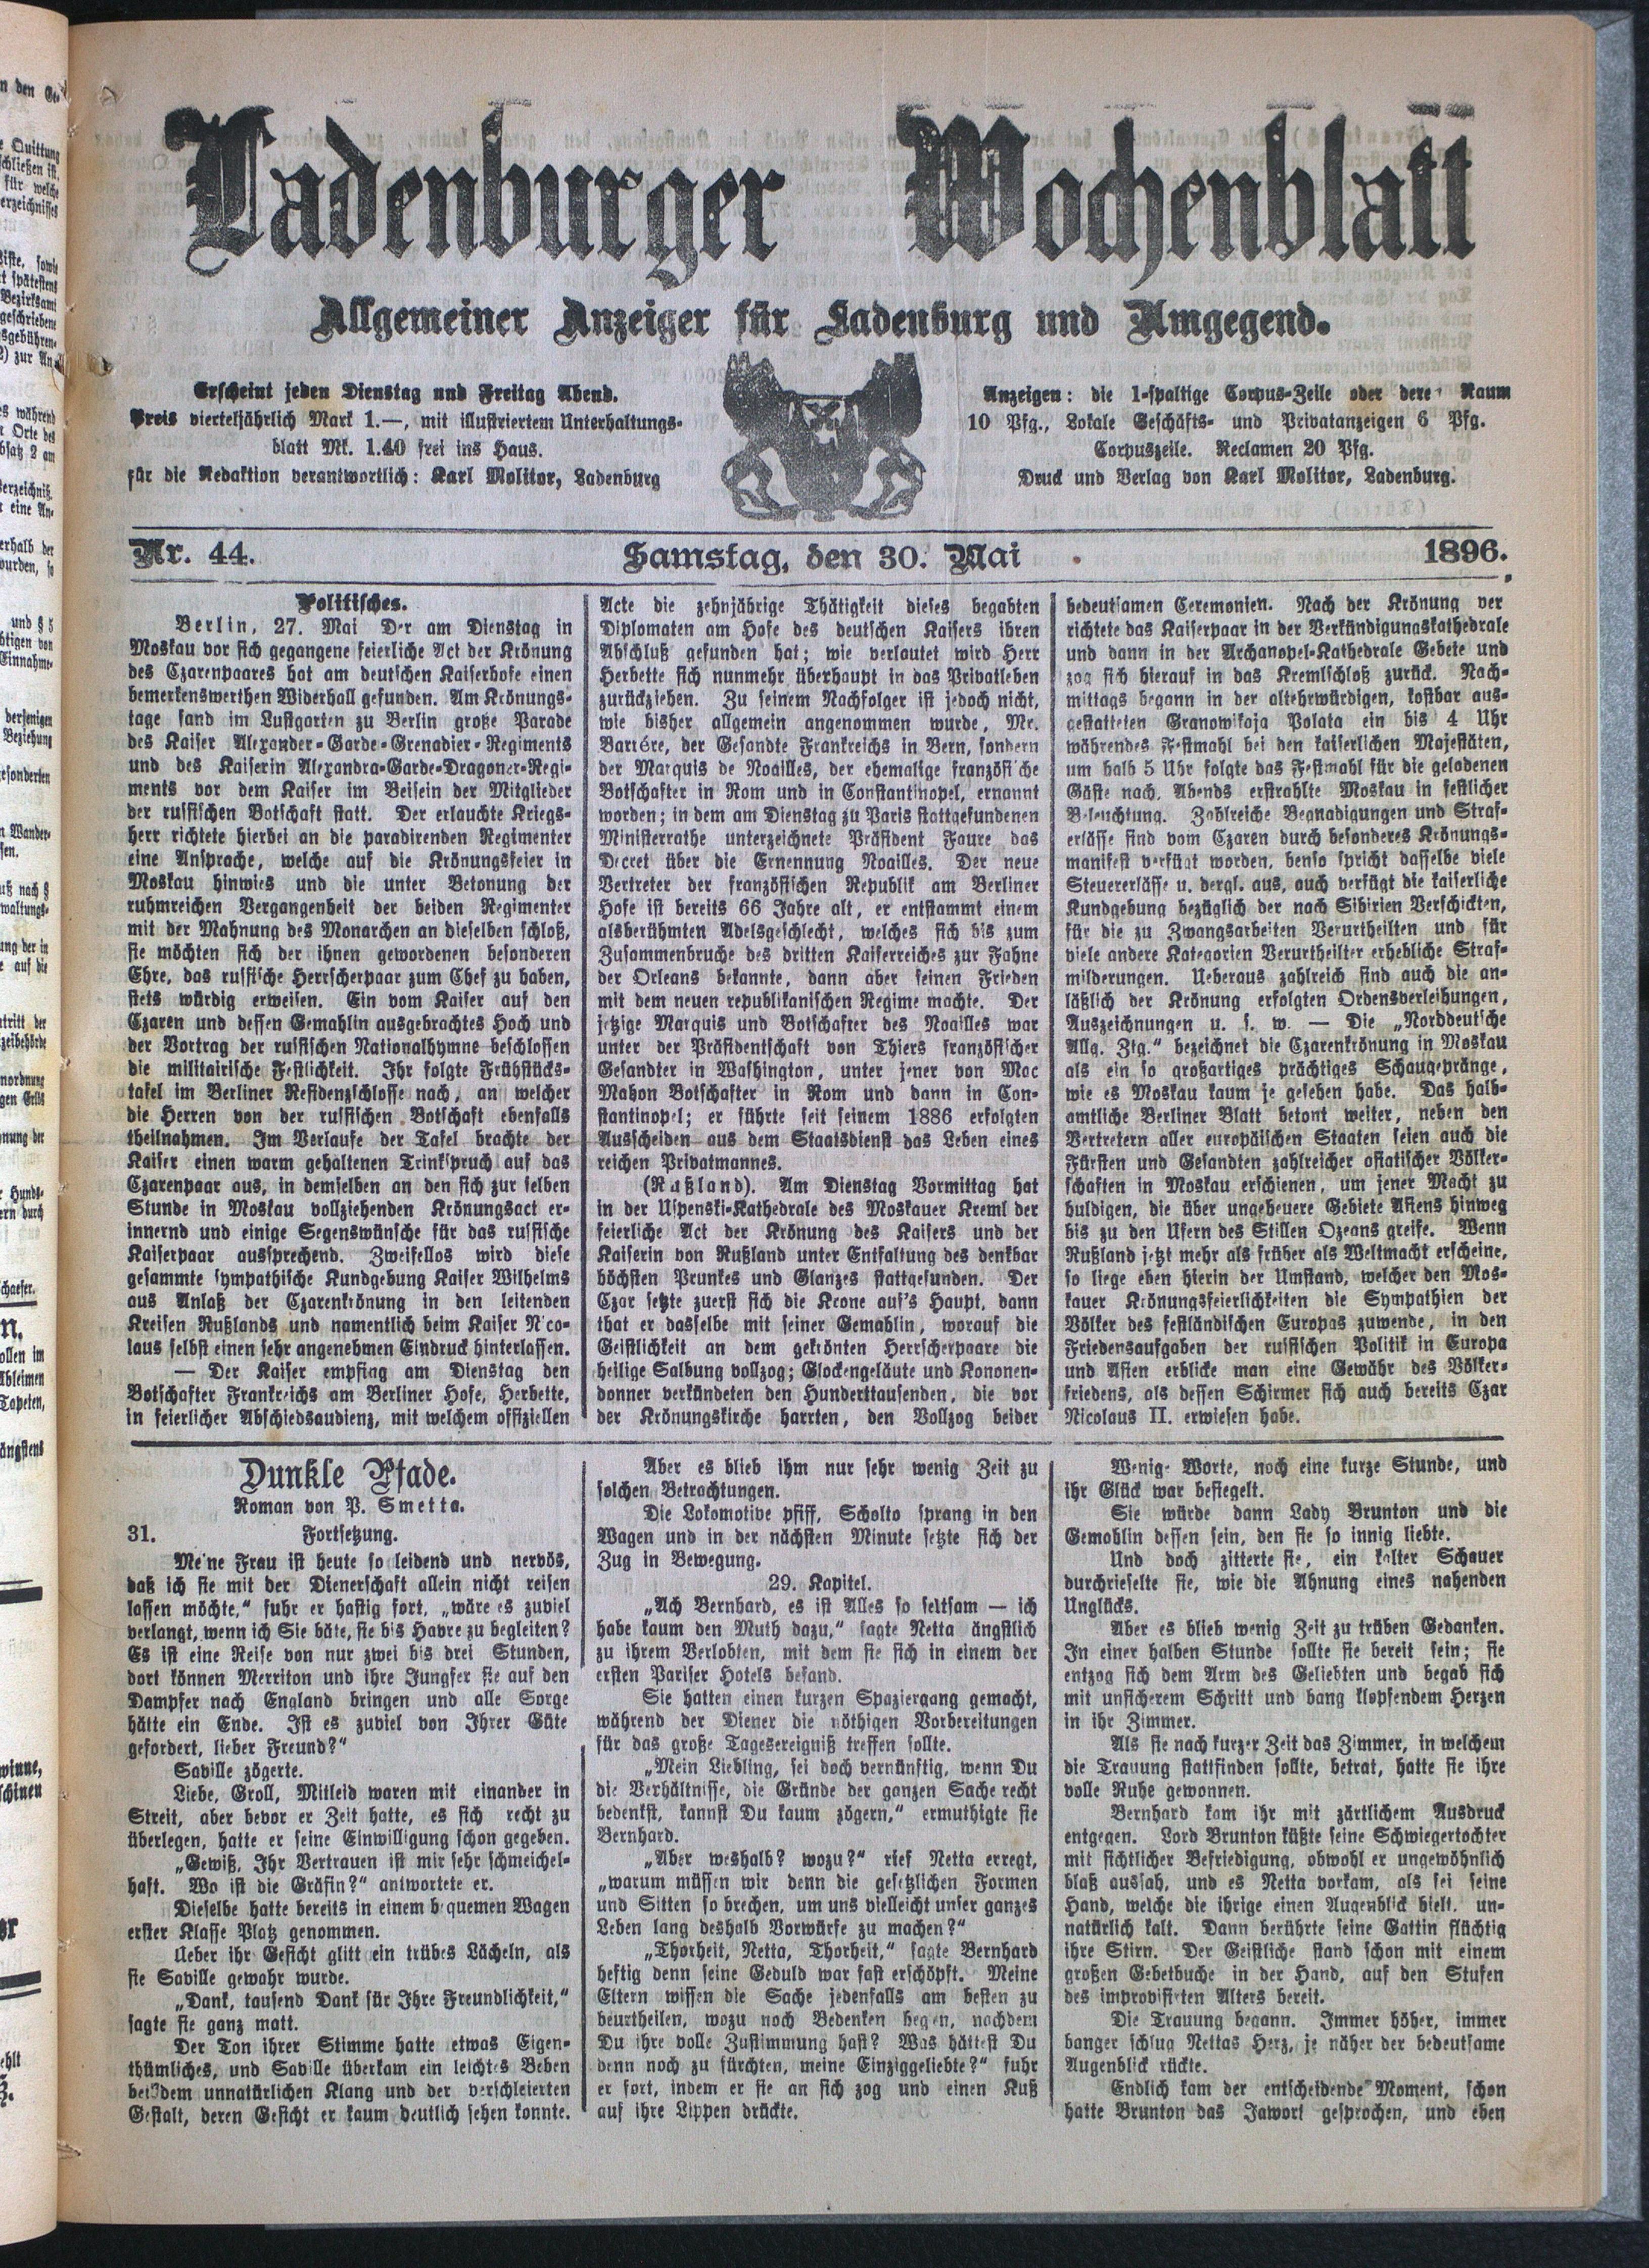 Ladenburger Wochenblatt
Allgemeiner Anzeiger für Ladenburg und Umgegend.
Erscheint jeden Dienstag und Freitag Abend.
Preis vierteljährlich Mark 1.—, mit illustriertem Unterhaltungs-
blatt Mk. 1.40 frei ins Haus.
für die Redaktion verantwortlich: Karl Molitor, Ladenburg
Anzeigen: die 1-spaltige Corpus-Zeile oder dere Raum
10 Pfg., Lokale Geschäfts- und Privatanzeigen 6 Pfg.
Corpuszeile. Reclamen 20 Pfg.
Druck und Verlag von Karl Molitor, Ladenburg.
Nr. 44. Samstag, den 30. Mai 1896.
Politisches.
Berlin, 27. Mai Der am Dienstag in
Moskau vor sich gegangene feierliche Act der Krönung
des Czarenpaares hat am deutschen Kaiserhofe einen
bemerkenswerthen Widerhall gefunden. Am Krönungs-
tage fand im Lustgarten zu Berlin große Parade
des Kaiser Alexander-Garde-Grenadier-Regiments
und des Kaiserin Alexandra-Garde-Dragoner-Regi-
ments vor dem Kaiser im Beisein der Mitglieder
der russischen Botschaft statt. Der erlauchte Kriegs-
herr richtete hierbei an die paradirenden Regimenter
eine Ansprache, welche auf die Krönungsfeier in
Moskau hinwies und die unter Betonung der
ruhmreichen Vergangenheit der beiden Regimenter
mit der Mahnung des Monarchen an dieselben schloß,
sie möchten sich der ihnen gewordenen besonderen
Ehre, das russische Herrscherpaar zum Chef zu haben,
stets würdig erweisen. Ein vom Kaiser auf den
Czaren und dessen Gemahlin ausgebrachtes Hoch und
der Vortrag der russischen Nationalhymne beschlossen
die militairische Festlichkeit. Ihr folgte Frühstücks-
tafel im Berliner Residenzschlosse nach, an welcher
die Herren von der russischen Botschaft ebenfalls
theilnahmen. Im Verlaufe der Tafel brachte der
Kaiser einen warm gehaltenen Trinkspruch auf das
Czarenpaar aus, in demselben an den sich zur selben
Stunde in Moskau vollziehenden Krönungsact er-
innernd und einige Segenswünsche für das russische
Kaiserpaar aussprechend. Zweifellos wird diese
gesammte sympathische Kundgebung Kaiser Wilhelms
aus Anlaß der Czarenkrönung in den leitenden
Kreisen Rußlands und namentlich beim Kaiser Nico-
laus selbst einen sehr angenehmen Eindruck hinterlassen.
— Der Kaiser empfing am Dienstag den
Botschafter Frankreichs am Berliner Hofe, Herbette,
in feierlicher Abschiedsaudienz, mit welchem offiziellen
Acte die zehnjährige Thätigkeit dieses begabten
Diplomaten am Hofe des deutschen Kaisers ihren
Abschluß gefunden hat; wie verlautet wird Herr
Herbette sich nunmehr überhaupt in das Privatleben
zurückziehen. Zu seinem Nachfolger ist jedoch nicht,
wie bisher allgemein angenommen wurde, Mr.
Barrére, der Gesandte Frankreichs in Bern, sondern
der Marquis de Noailles, der ehemalige französische
Botschafter in Rom und in Constantinopel, ernannt
worden; in dem am Dienstag zu Paris stattgefundenen
Ministerrathe unterzeichnete Präsident Faure das
Decret über die Ernennung Noailles. Der neue
Vertreter der französischen Republik am Berliner
Hofe ist bereits 66 Jahre alt, er entstammt einem
alsberühmten Adelsgeschlecht, welches sich bis zum
Zusammenbruche des dritten Kaiserreiches zur Fahne
der Orleans bekannte, dann aber seinen Frieden
mit dem neuen republikanischen Regime machte. Der
jetzige Marquis und Botschafter des Noailles war
unter der Präsidentschaft von Thiers französischer
Gesandter in Washington, unter jener von Mac
Mahon Botschafter in Rom und dann in Con-
stantinopel; er führte seit seinem 1886 erfolgten
Ausscheiden aus dem Staatsdienst das Leben eines
reichen Privatmannes.
(Rußland). Am Dienstag Vormittag hat
in der Uspenski-Kathedrale des Moskauer Kreml der
feierliche Act der Krönung des Kaisers und der
Kaiserin von Rußland unter Entfaltung des denkbar
höchsten Prunkes und Glanzes stattgefunden. Der
Czar setzte zuerst sich die Krone auf's Haupt, dann
that er dasselbe mit seiner Gemahlin, worauf die
Geistlichkeit an dem gekrönten Herrscherpaare die
heilige Salbung vollzog; Glockengeläute und Kononen-
donner verkündeten den Hunderttausenden, die vor
der Krönungskirche harrten, den Vollzog beider
bedeutsamen Ceremonien. Nach der Krönung ver
richtete das Kaiserpaar in der Verkündigungskathedrale
und dann in der Archanopel-Kathedrale Gebete und
zog sich hierauf in das Kremlschloß zurück. Nach-
mittags begann in der altehrwürdigen, kostbar aus-
gestatteten Granowikaja Polata ein bis 4 Uhr
währendes Festmahl bei den kaiserlichen Majestäten,
um halb 5 Uhr folgte das Festmahl für die geladenen
Gäste nach. Abends erstrahlte Moskau in festlicher
Beleuchtung. Zahlreiche Begnadigungen und Straf-
erlässe sind vom Czaren durch besonderes Krönungs-
manifest verfügt worden, benso spricht dasselbe viele
Steuererlässe u. dergl. aus, auch verfügt die kaiserliche
Kundgebung bezüglich der nach Sibirien Verschickten,
für die zu Zwangsarbeiten Verurtheilten und für
viele andere Kategorien Verurtheilter erhebliche Straf-
milderungen. Ueberaus zahlreich sind auch die an-
läßlich der Krönung erfolgten Ordensverleihungen,
Auszeichnungen u. s. w. — Die „Norddeutsche
Allg. Ztg.“ bezeichnet die Czarenkrönung in Moskau
als ein so großartiges prächtiges Schaugepränge,
wie es Moskau kaum je gesehen habe. Das halb-
amtliche Berliner Blatt betont weiter, neben den
Vertretern aller europäischen Staaten seien auch die
Fürsten und Gesandten zahlreicher asiatischer Völker-
schaften in Moskau erschienen, um jener Macht zu
huldigen, die über ungeheuere Gebiete Asiens hinweg
bis zu den Ufern des Stillen Ozeans greife. Wenn
Rußland jetzt mehr als früher als Weltmacht erscheine,
so liege eben hierin der Umstand, welcher den Mos-
kauer Krönungsfeierlichkeiten die Sympathien der
Völker des festländischen Europas zuwende, in den
Friedensaufgaben der russischen Politik in Europa
und Asien erblicke man eine Gewähr des Völker-
friedens, als dessen Schirmer sich auch bereits Czar
Nicolaus II. erwiesen habe.
Dunkle Pfade.
Roman von P. Smetta.
31. Fortsetzung.
Meine Frau ist heute so leidend und nervös,
daß ich sie mit der Dienerschaft allein nicht reisen
lassen möchte,“ fuhr er hastig fort, „wäre es zuviel
verlangt, wenn ich Sie bäte, sie bis Havre zu begleiten?
Es ist eine Reise von nur zwei bis drei Stunden,
dort können Merriton und ihre Jungfer sie auf den
Dampfer nach England bringen und alle Sorge
hätte ein Ende. Ist es zuviel von Ihrer Güte
gefordert, lieber Freund?“
Saville zögerte.
Liebe, Groll, Mitleid waren mit einander in
Streit, aber bevor er Zeit hatte, es sich recht zu
überlegen, hatte er seine Einwilligung schon gegeben.
„Gewiß, Ihr Vertrauen ist mir sehr schmeichel-
haft. Wo ist die Gräfin?“ antwortete er.
Dieselbe hatte bereits in einem bequemen Wagen
erster Klasse Platz genommen.
Ueber ihr Gesicht glitt ein trübes Lächeln, als
sie Saville gewahr wurde.
„Dank, tausend Dank für Ihre Freundlichkeit,“
sagte sie ganz matt.
Der Ton ihrer Stimme hatte etwas Eigen-
thümliches, und Saville überkam ein leichtes Beben
bei dem unnatürlichen Klang und der verschleierten
Gestalt, deren Gesicht er kaum deutlich sehen konnte.
Aber es blieb ihm nur sehr wenig Zeit zu
solchen Betrachtungen.
Die Lokomotive pfiff, Scholto sprang in den
Wagen und in der nächsten Minute setzte sich der
Zug in Bewegung.
29. Kapitel.
„Ach Bernhard, es ist Alles so seltsam — ich
habe kaum den Muth dazu,“ sagte Netta ängstlich
zu ihrem Verlobten, mit dem sie sich in einem der
ersten Pariser Hotels befand.
Sie hatten einen kurzen Spaziergang gemacht,
während der Diener die nöthigen Vorbereitungen
für das große Tagesereigniß treffen sollte.
„Mein Liebling, sei doch vernünftig, wenn Du
die Verhältnisse, die Gründe der ganzen Sache recht
bedenkst, kannst Du kaum zögern,“ ermuthigte sie
Bernhard.
„Aber weshalb? wozu?“ rief Netta erregt,
„warum müssen wir denn die gesetzlichen Formen
und Sitten so brechen, um uns vielleicht unser ganzes
Leben lang deshalb Vorwürfe zu machen?“
„Thorheit, Netta, Thorheit,“ sagte Bernhard
heftig denn seine Geduld war fast erschöpft. Meine
Eltern wissen die Sache jedenfalls am besten zu
beurtheilen, wozu noch Bedenken hegen, nachdem
Du ihre volle Zustimmung hast? Was hättest Du
denn noch zu fürchten, meine Einziggeliebte?“ fuhr
er fort, indem er sie an sich zog und einen Kuß
auf ihre Lippen drückte.
Wenig Worte, noch eine kurze Stunde, und
ihr Glück war besiegelt.
Sie würde dann Lady Brunton und die
Gemahlin dessen sein, den sie so innig liebte.
Und doch zitterte sie, ein kalter Schauer
durchrieselte sie, wie die Ahnung eines nahenden
Unglücks.
Aber es blieb wenig Zeit zu trüben Gedanken.
In einer halben Stunde sollte sie bereit sein; sie
entzog sich dem Arm des Geliebten und begab sich
mit unsicherem Schritt und bang klopfendem Herzen
in ihr Zimmer.
Als sie nach kurzer Zeit das Zimmer, in welchem
die Trauung stattfinden sollte, betrat, hatte sie ihre
volle Ruhe gewonnen.
Bernhard kam ihr mit zärtlichem Ausdruck
entgegen. Lord Brunton küßte seine Schwiegertochter
mit sichtlicher Befriedigung, obwohl er ungewöhnlich
blaß aussah, und es Netta vorkam, als sei seine
Hand, welche die ihrige einen Augenblick hielt, un-
natürlich kalt. Dann berührte seine Gattin flüchtig
ihre Stirn. Der Geistliche stand schon mit einem
großen Gebetbuche in der Hand, auf den Stufen
des improvisirten Alters bereit.
Die Trauung begann. Immer höher, immer
banger schlug Nettas Herz, je näher der bedeutsame
Augenblick rückte.
Endlich kam der entscheidende Moment, schon
hatte Brunton das Jawort gesprochen, und eben